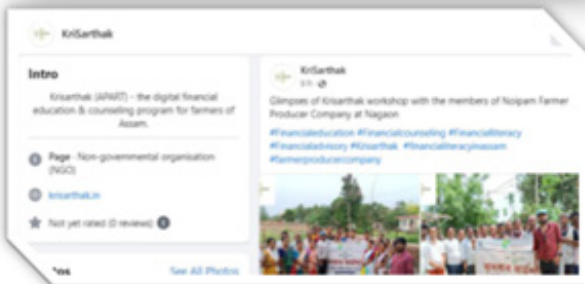 KriSarthak
Intro
Krisarthak (APART) - the digital financial
education & counseling program for farmers of
Assam.
Page · Non-governmental organisation
(NGO)
krisarthak.in
Not yet rated (0 reviews)
See All Photos
KriSarthak
Glimpses of Krisarthak workshop with the members of Noipam Farmer
Producer Company at Nagaon
#Financialeducation #Financialcounseling #Financialliteracy
#Financialadvisory #Krisarthak #financialliteracyinassam
#farmerproducercompany